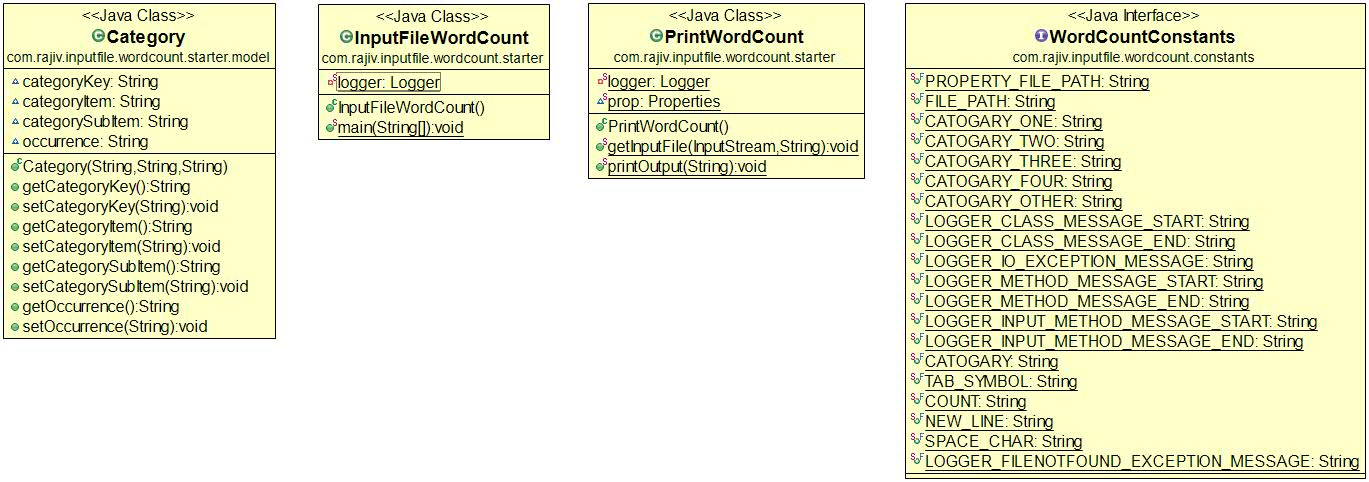 <<Java Class>>
Category
com.rajiv.inputfile.wordcount.starter.model
categoryKey: String
categoryItem: String
categorySubItem: String
occurrence: String
Category(String,String,String)
getCategoryKey():String
setCategoryKey(String):void
getCategoryItem():String
setCategoryItem(String):void
getCategorySubItem():String
setCategorySubItem(String):void
getOccurrence():String
setOccurrence(String):void
<<Java Class>>
InputFileWordCount
com.rajiv.inputfile.wordcount.starter
logger: Logger
InputFileWordCount()
main(String[]):void
<<Java Class>>
PrintWordCount
com.rajiv.inputfile.wordcount.starter
logger: Logger
prop: Properties
PrintWordCount()
getInputFile(InputStream,String):void
printOutput(String):void
<<Java Interface>>
WordCountConstants
com.rajiv.inputfile.wordcount.constants
PROPERTY_FILE_PATH: String
FILE_PATH: String
CATOGARY_ONE: String
CATOGARY_TWO: String
CATOGARY_THREE: String
CATOGARY_FOUR: String
CATOGARY_OTHER: String
LOGGER_CLASS_MESSAGE_START: String
LOGGER_CLASS_MESSAGE_END: String
LOGGER_IO_EXCEPTION_MESSAGE: String
LOGGER_METHOD_MESSAGE_START: String
LOGGER_METHOD_MESSAGE_END: String
LOGGER_INPUT_METHOD_MESSAGE_START: String
LOGGER_INPUT_METHOD_MESSAGE_END: String
CATOGARY: String
TAB_SYMBOL: String
COUNT: String
NEW_LINE: String
SPACE_CHAR: String
LOGGER_FILENOTFOUND_EXCEPTION_MESSAGE: String